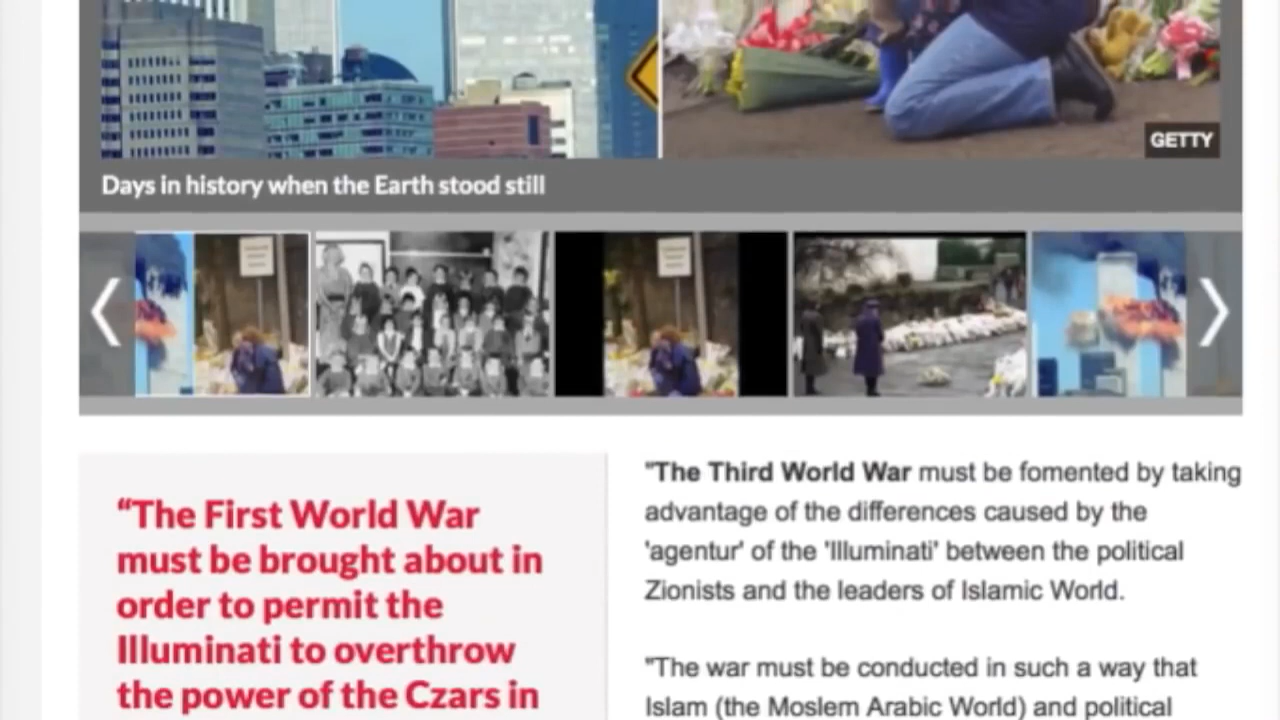 GETTY
Days in history when the Earth stood still
“The First World War
must be brought about in
order to permit the
Illuminati to overthrow
the power of the Czars in
"The Third World War must be fomented by taking
advantage of the differences caused by the
'agentur' of the 'Illuminati' between the political
Zionists and the leaders of Islamic World.
"The war must be conducted in such a way that
Islam (the Moslem Arabic World) and political